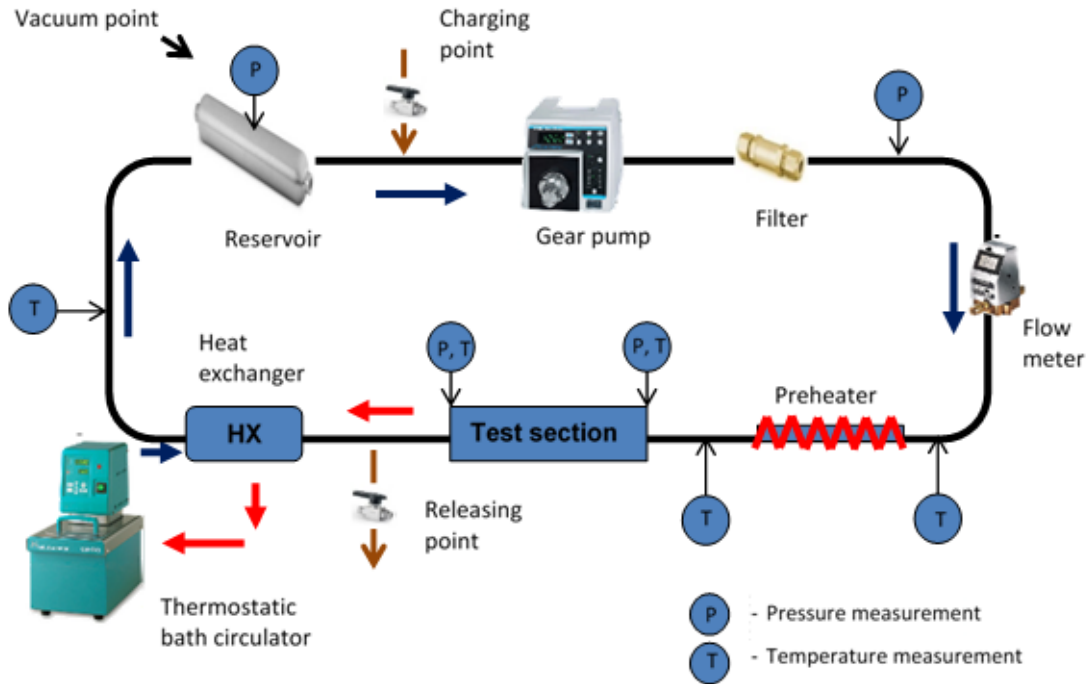 Vacuum point
Charging
point
P
P
Reservoir
Gear pump
Filter
T
Flow
meter
Heat
exchanger
P, T
P, T
Preheater
HX
Test section
T
T
Releasing
point
Thermostatic
bath circulator
P - Pressure measurement
T - Temperature measurement